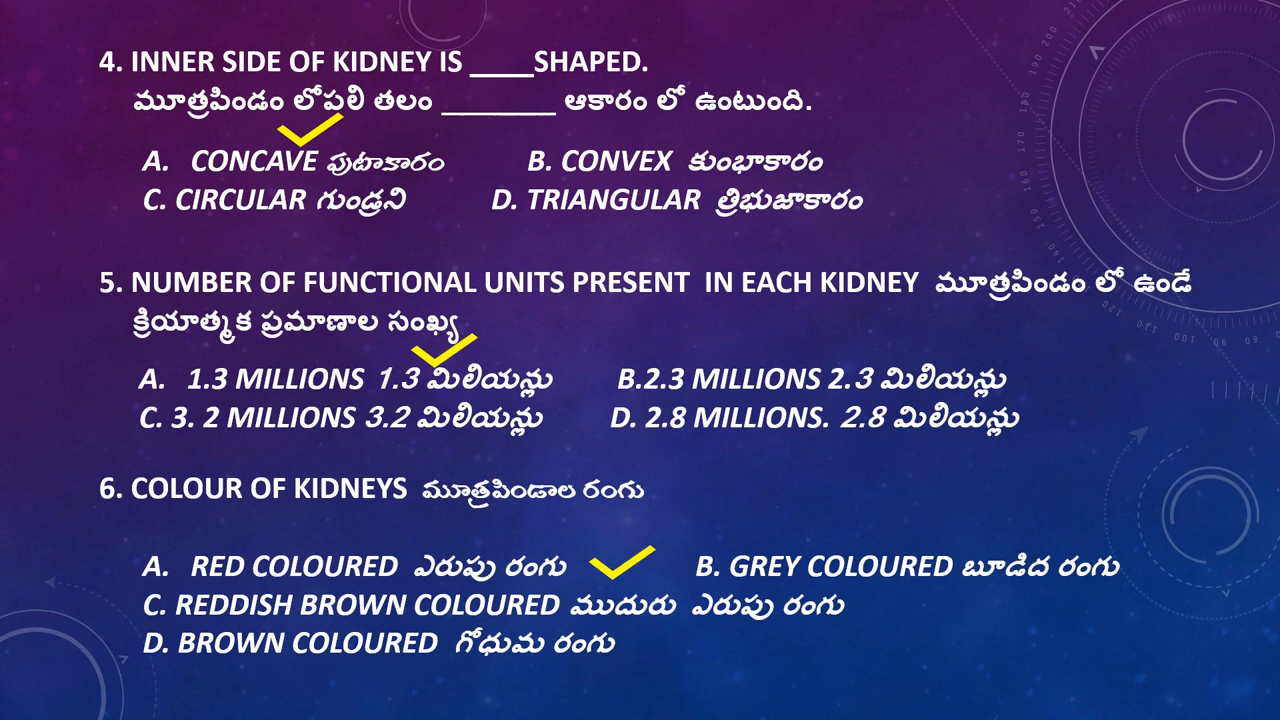 4. INNER SIDE OF KIDNEY IS ____SHAPED.
మూత్రపిండం లోపలి తలం ________ ఆకారం లో ఉంటుంది.
A. CONCAVE పుటాకారం B. CONVEX కుంభాకారం
C. CIRCULAR గుండ్రని D. TRIANGULAR త్రిభుజాకారం
5. NUMBER OF FUNCTIONAL UNITS PRESENT IN EACH KIDNEY మూత్రపిండం లో ఉండే
క్రియాత్మక ప్రమాణాల సంఖ్య
A. 1.3 MILLIONS 1.3 మిలియన్లు B.2.3 MILLIONS 2.3 మిలియన్లు
C. 3. 2 MILLIONS 3.2 మిలియన్లు D. 2.8 MILLIONS. 2.8 మిలియన్లు
6. COLOUR OF KIDNEYS మూత్రపిండాల రంగు
A. RED COLOURED ఎరుపు రంగు B. GREY COLOURED బూడిద రంగు
C. REDDISH BROWN COLOURED ముదురు ఎరుపు రంగు
D. BROWN COLOURED గోధుమ రంగు